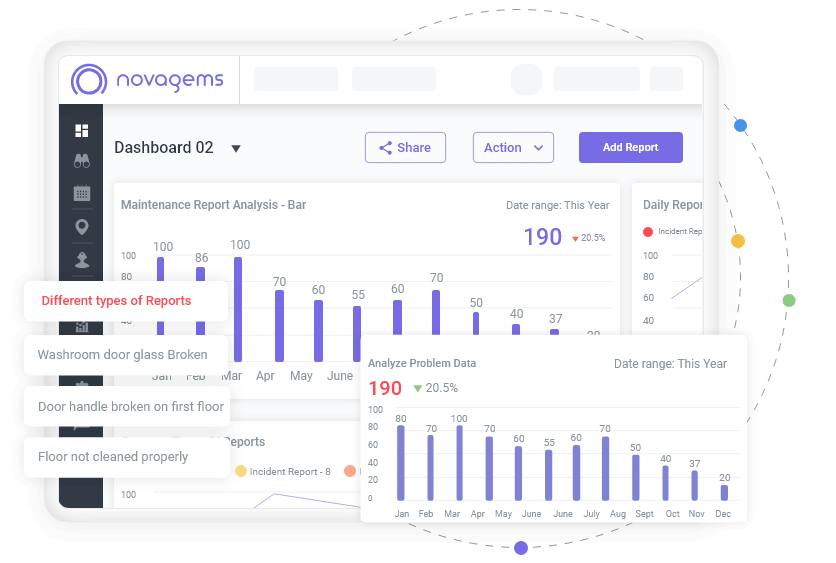 novagems
Dashboard 02
Share
Action
Add Report
Maintenance Report Analysis - Bar
Date range: This Year
190
20.5%
100
80
100
86
100
70
60
55
60
70
50
40
37
Feb
Mar
Apr
May
June
Daily Repor
Incident Rep
100
80
60
40
Different types of Reports
Washroom door glass Broken
Door handle broken on first floor
Floor not cleaned properly
Reports
Incident Report - 8
100
Analyze Problem Data
Date range: This Year
190
20.5%
100
80
60
40
20
0
80
70
100
70
60
55
60
70
50
40
37
20
Jan
Feb
Mar
Apr
May
June
June
July
Aug
Sept
Oct
Nov
Dec